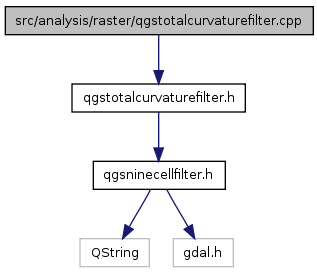 src/analysis/raster/qgstotalcurvaturefilter.cpp
qgstotalcurvaturefilter.h
qgsninecellfilter.h
QString
gdal.h